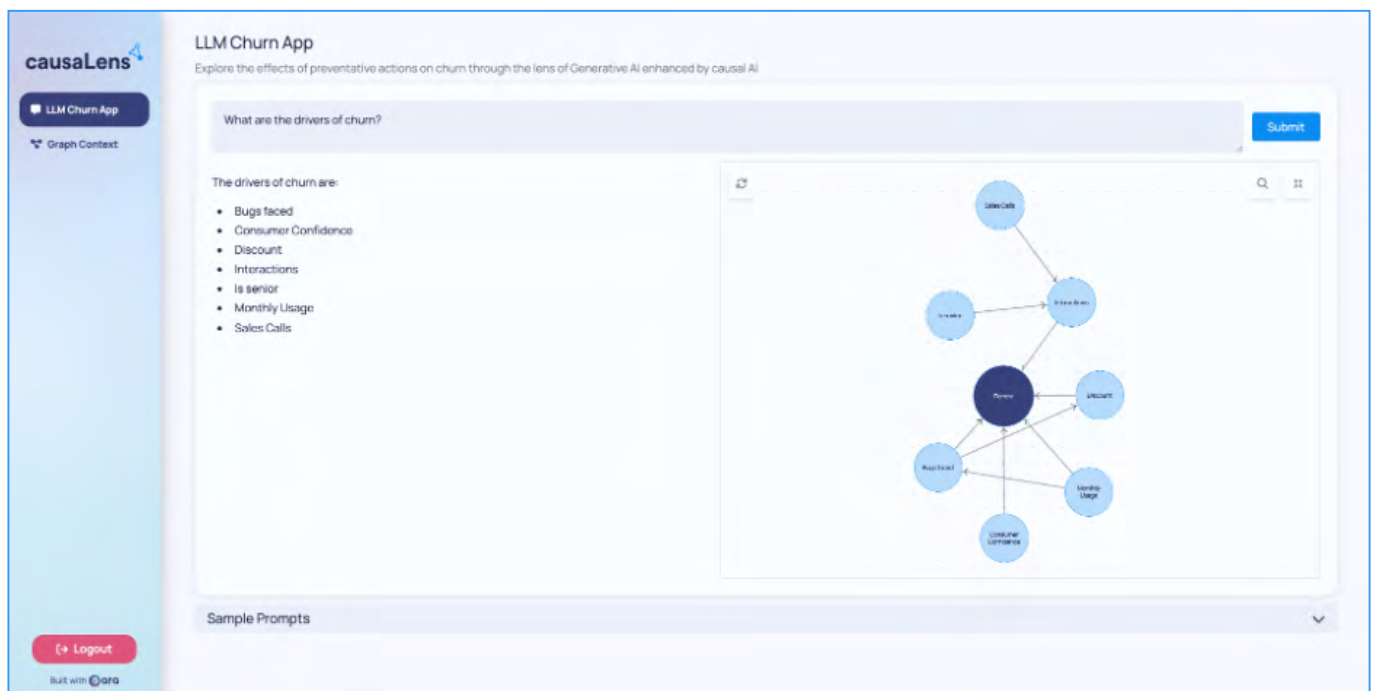 causaLens
LLM Churn App
Graph Context
LLM Churn App
Explore the effects of preventative actions on churn through the lens of Generative AI enhanced by causal AI
What are the drivers of churn?
Submit
The drivers of churn are:
• Bugs faced
• Consumer Confidence
• Discount
• Interactions
• Is senior
• Monthly Usage
• Sales Calls
Sales Calls
Interactions
Is senior
Renew
Discount
Bugs faced
Monthly
Usage
Consumer
Confidence
Sample Prompts
Logout
Built with